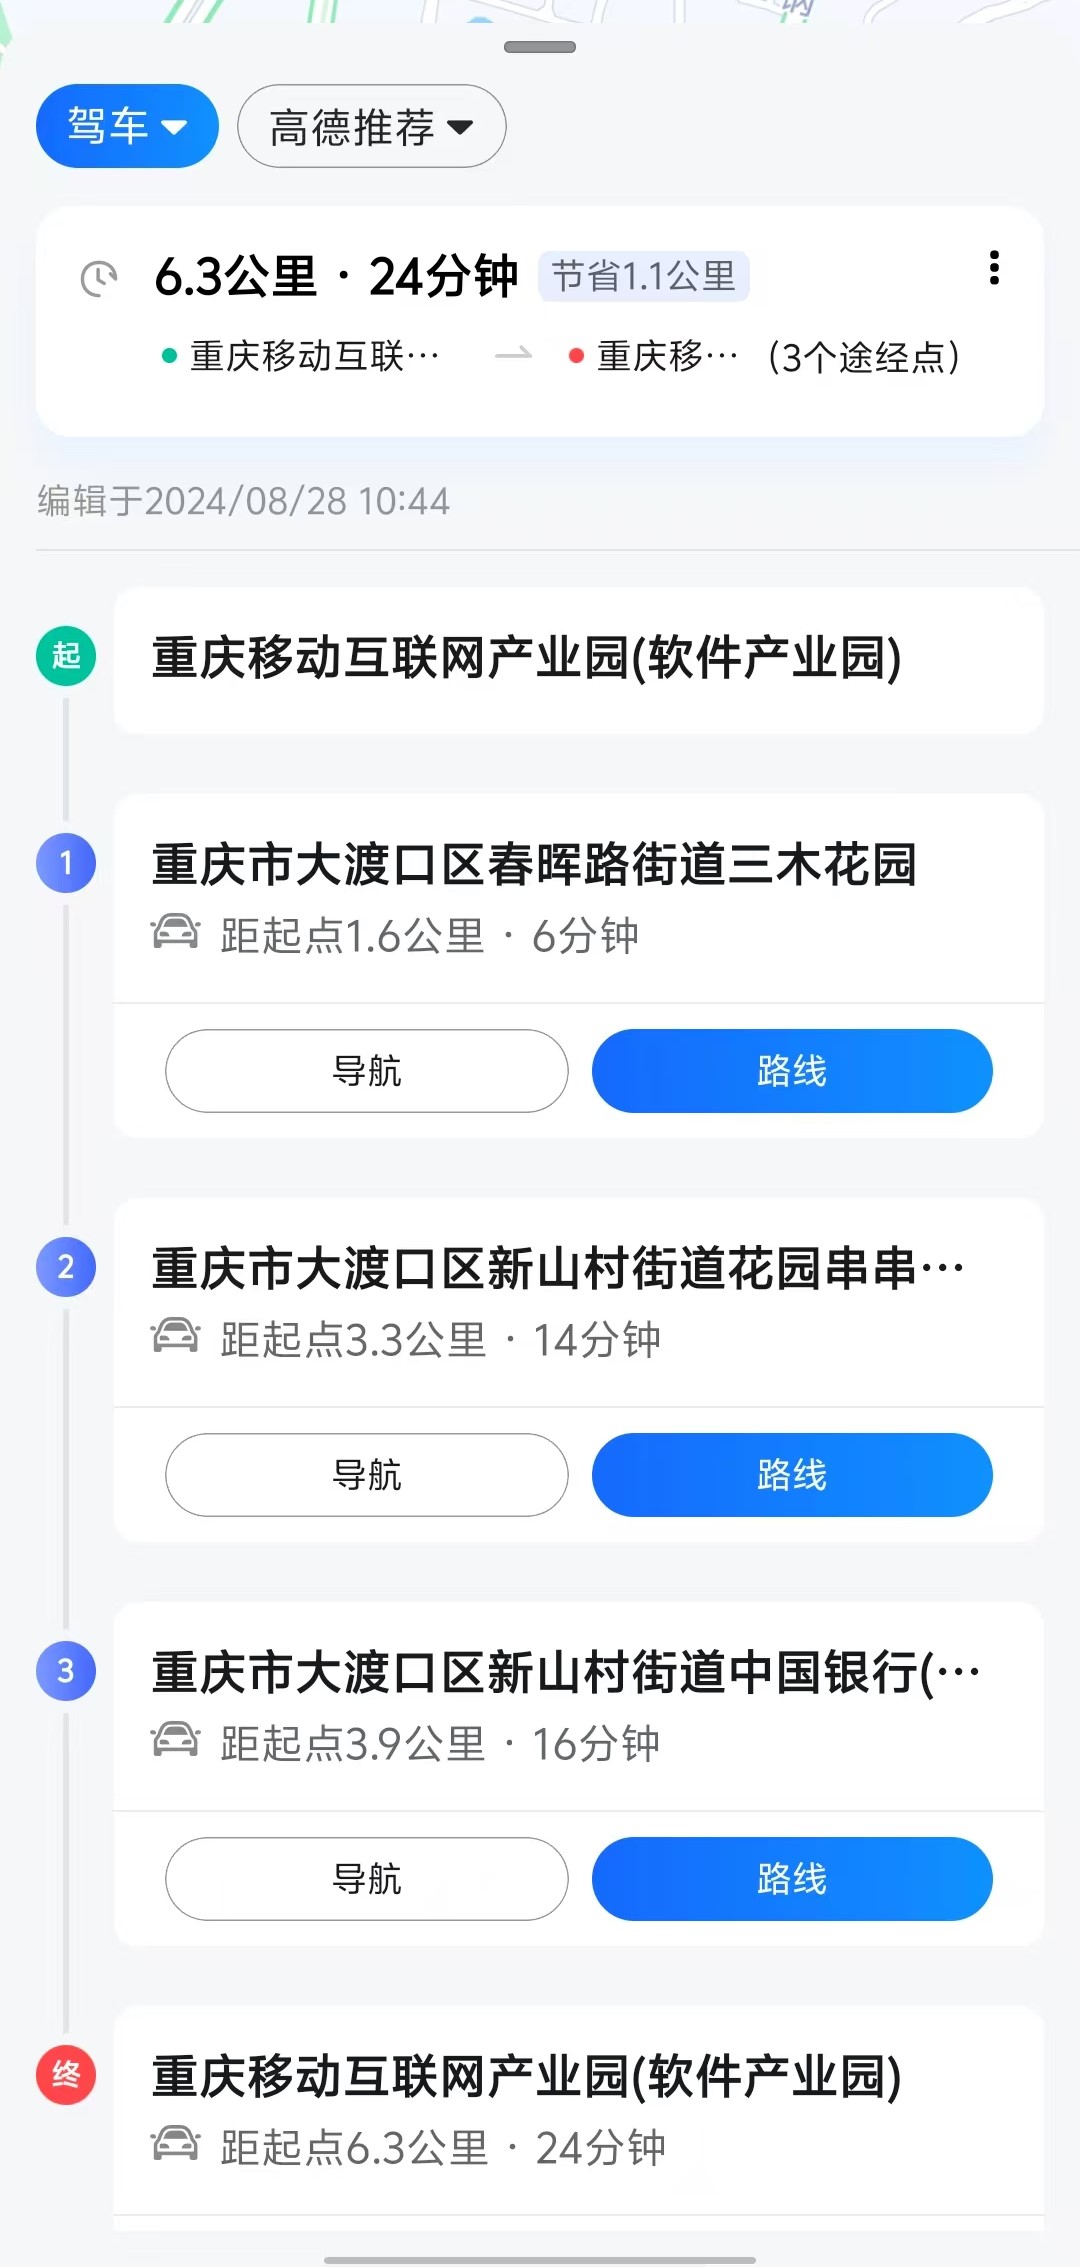 驾车
高德推荐
6.3公里 · 24分钟 节省1.1公里
重庆移动互联… 重庆移… (3个途经点)
编辑于2024/08/28 10:44
起 重庆移动互联网产业园(软件产业园)
1 重庆市大渡口区春晖路街道三木花园
距起点1.6公里 · 6分钟
导航 路线
2 重庆市大渡口区新山村街道花园串串…
距起点3.3公里 · 14分钟
导航 路线
3 重庆市大渡口区新山村街道中国银行(…
距起点3.9公里 · 16分钟
导航 路线
终 重庆移动互联网产业园(软件产业园)
距起点6.3公里 · 24分钟